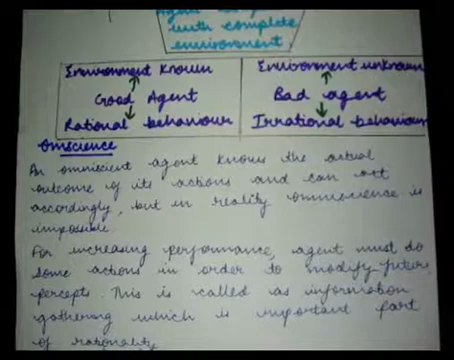 with complete
environment
Environment Known
Good Agent
Rational behaviour
Environment unknown
Bad agent
Irrational behaviour
omscience
An omniscient agent knows the actual
outcome of its actions and can act
accordingly, but in reality omnescience is
impossible
For increasing performance, agent must do
some actions in order to modify future
percepts. This is called as information
gathering which is important part
of rationality